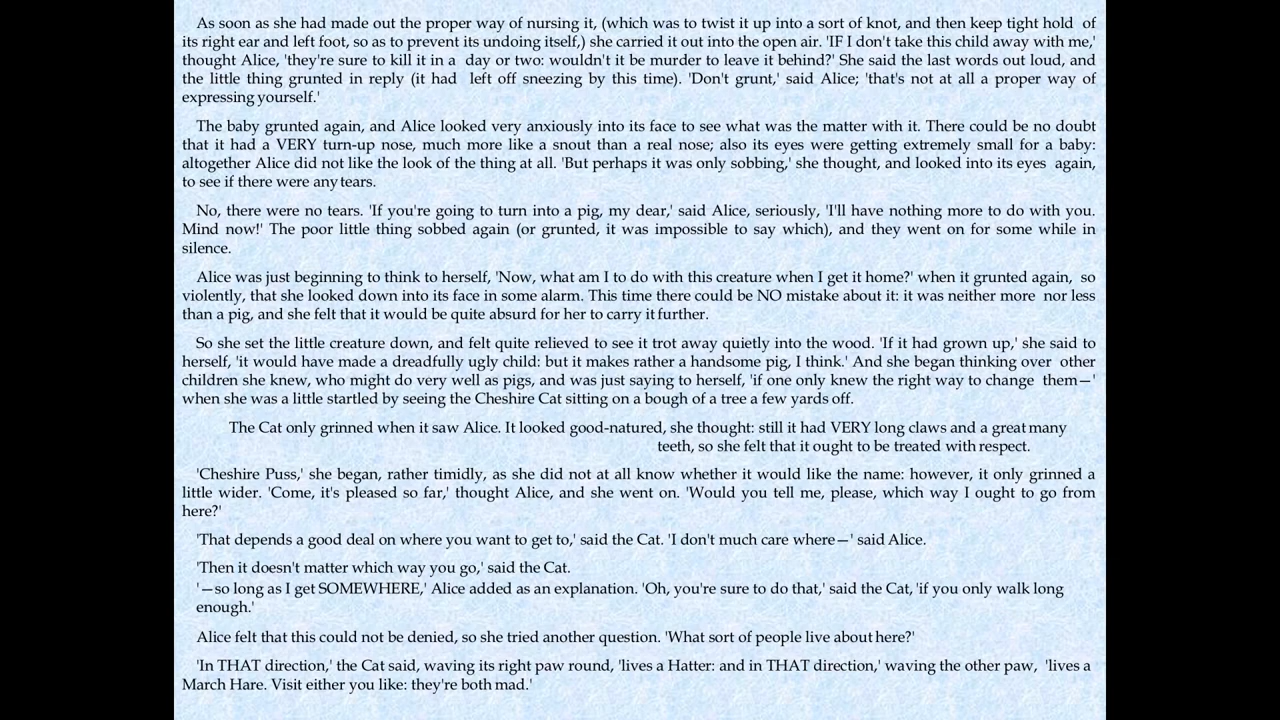 As soon as she had made out the proper way of nursing it, (which was to twist it up into a sort of knot, and then keep tight hold of
its right ear and left foot, so as to prevent its undoing itself,) she carried it out into the open air. 'IF I don't take this child away with me,'
thought Alice, 'they're sure to kill it in a day or two: wouldn't it be murder to leave it behind?' She said the last words out loud, and
the little thing grunted in reply (it had left off sneezing by this time). 'Don't grunt,' said Alice; 'that's not at all a proper way of
expressing yourself.'
The baby grunted again, and Alice looked very anxiously into its face to see what was the matter with it. There could be no doubt
that it had a VERY turn-up nose, much more like a snout than a real nose; also its eyes were getting extremely small for a baby:
altogether Alice did not like the look of the thing at all. 'But perhaps it was only sobbing,' she thought, and looked into its eyes again,
to see if there were any tears.
No, there were no tears. 'If you're going to turn into a pig, my dear,' said Alice, seriously, 'I'll have nothing more to do with you.
Mind now!' The poor little thing sobbed again (or grunted, it was impossible to say which), and they went on for some while in
silence.
Alice was just beginning to think to herself, 'Now, what am I to do with this creature when I get it home?' when it grunted again, so
violently, that she looked down into its face in some alarm. This time there could be NO mistake about it: it was neither more nor less
than a pig, and she felt that it would be quite absurd for her to carry it further.
So she set the little creature down, and felt quite relieved to see it trot away quietly into the wood. 'If it had grown up,' she said to
herself, 'it would have made a dreadfully ugly child: but it makes rather a handsome pig, I think.' And she began thinking over other
children she knew, who might do very well as pigs, and was just saying to herself, 'if one only knew the right way to change them—'
when she was a little startled by seeing the Cheshire Cat sitting on a bough of a tree a few yards off.
The Cat only grinned when it saw Alice. It looked good-natured, she thought: still it had VERY long claws and a great many
teeth, so she felt that it ought to be treated with respect.
'Cheshire Puss,' she began, rather timidly, as she did not at all know whether it would like the name: however, it only grinned a
little wider. 'Come, it's pleased so far,' thought Alice, and she went on. 'Would you tell me, please, which way I ought to go from
here?'
'That depends a good deal on where you want to get to,' said the Cat. 'I don't much care where—' said Alice.
'Then it doesn't matter which way you go,' said the Cat.
'—so long as I get SOMEWHERE,' Alice added as an explanation. 'Oh, you're sure to do that,' said the Cat, 'if you only walk long
enough.'
Alice felt that this could not be denied, so she tried another question. 'What sort of people live about here?'
'In THAT direction,' the Cat said, waving its right paw round, 'lives a Hatter: and in THAT direction,' waving the other paw, 'lives a
March Hare. Visit either you like: they're both mad.'